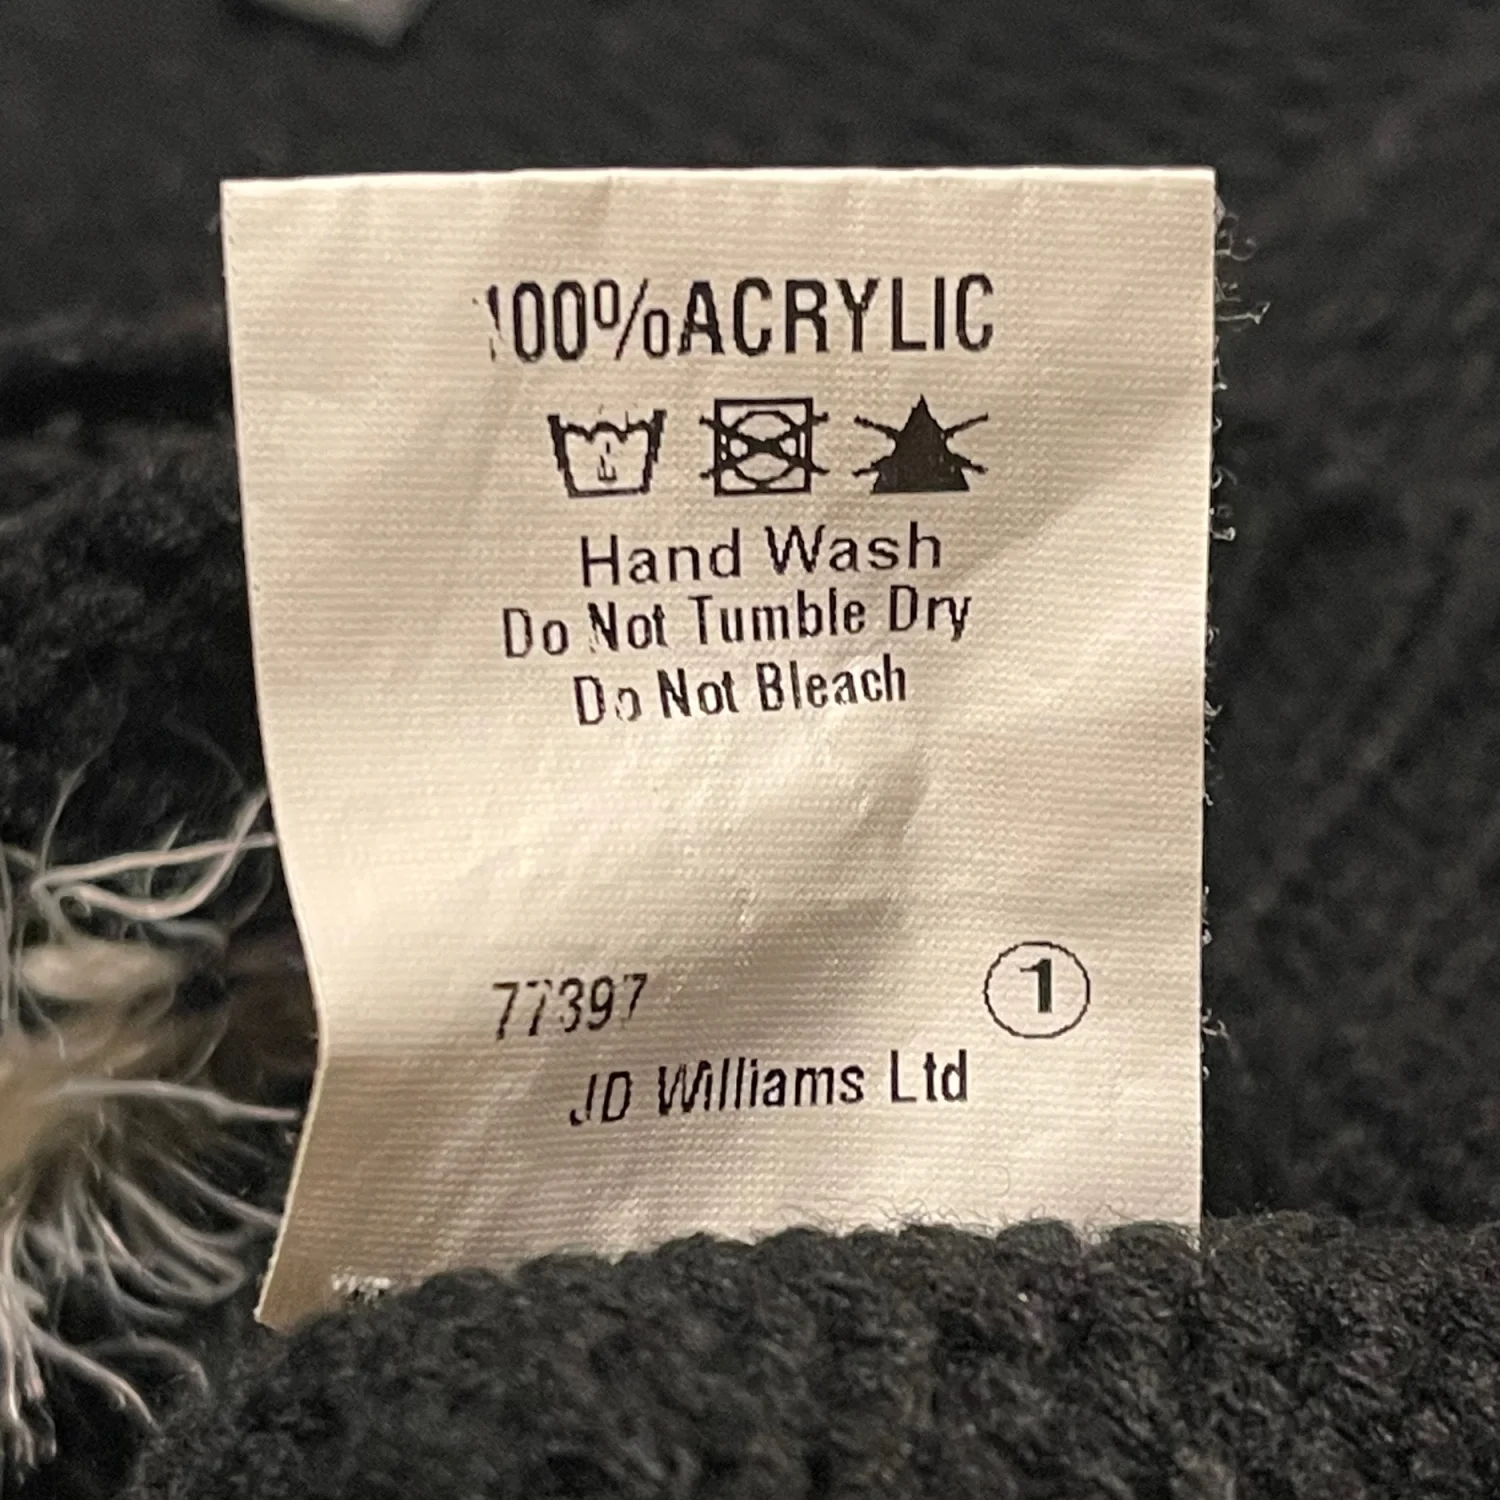 100%ACRYLIC
Hand Wash
Do Not Tumble Dry
Do Not Bleach
77397
1
JD Williams Ltd